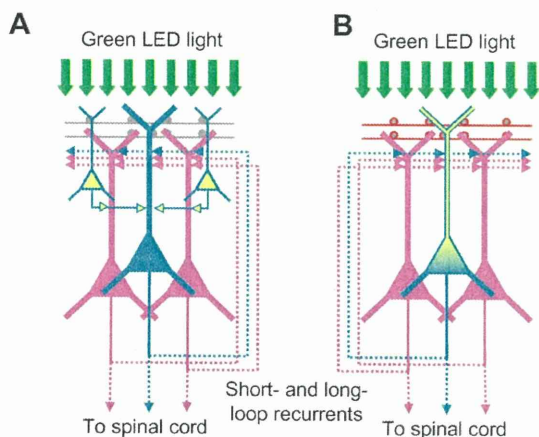 A
Green LED light
B
Green LED light
Short- and long-
loop recurrents
To spinal cord
To spinal cord